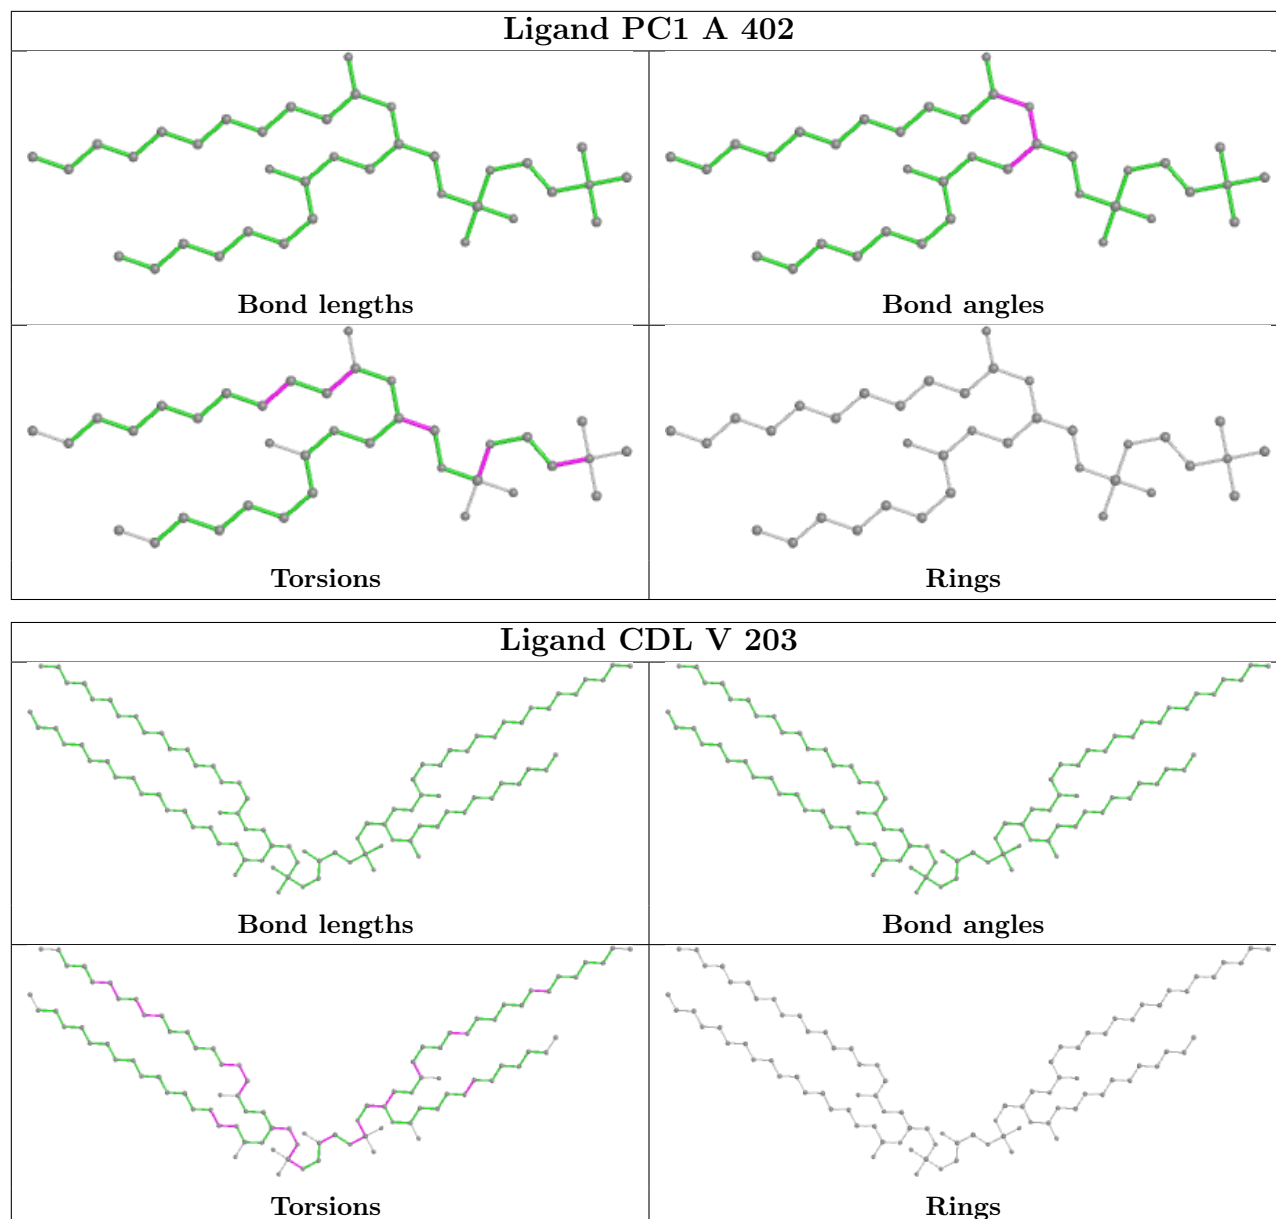 Ligand PC1 A 402
Bond lengths
Bond angles
Torsions
Rings
Ligand CDL V 203
Bond lengths
Bond angles
Torsions
Rings